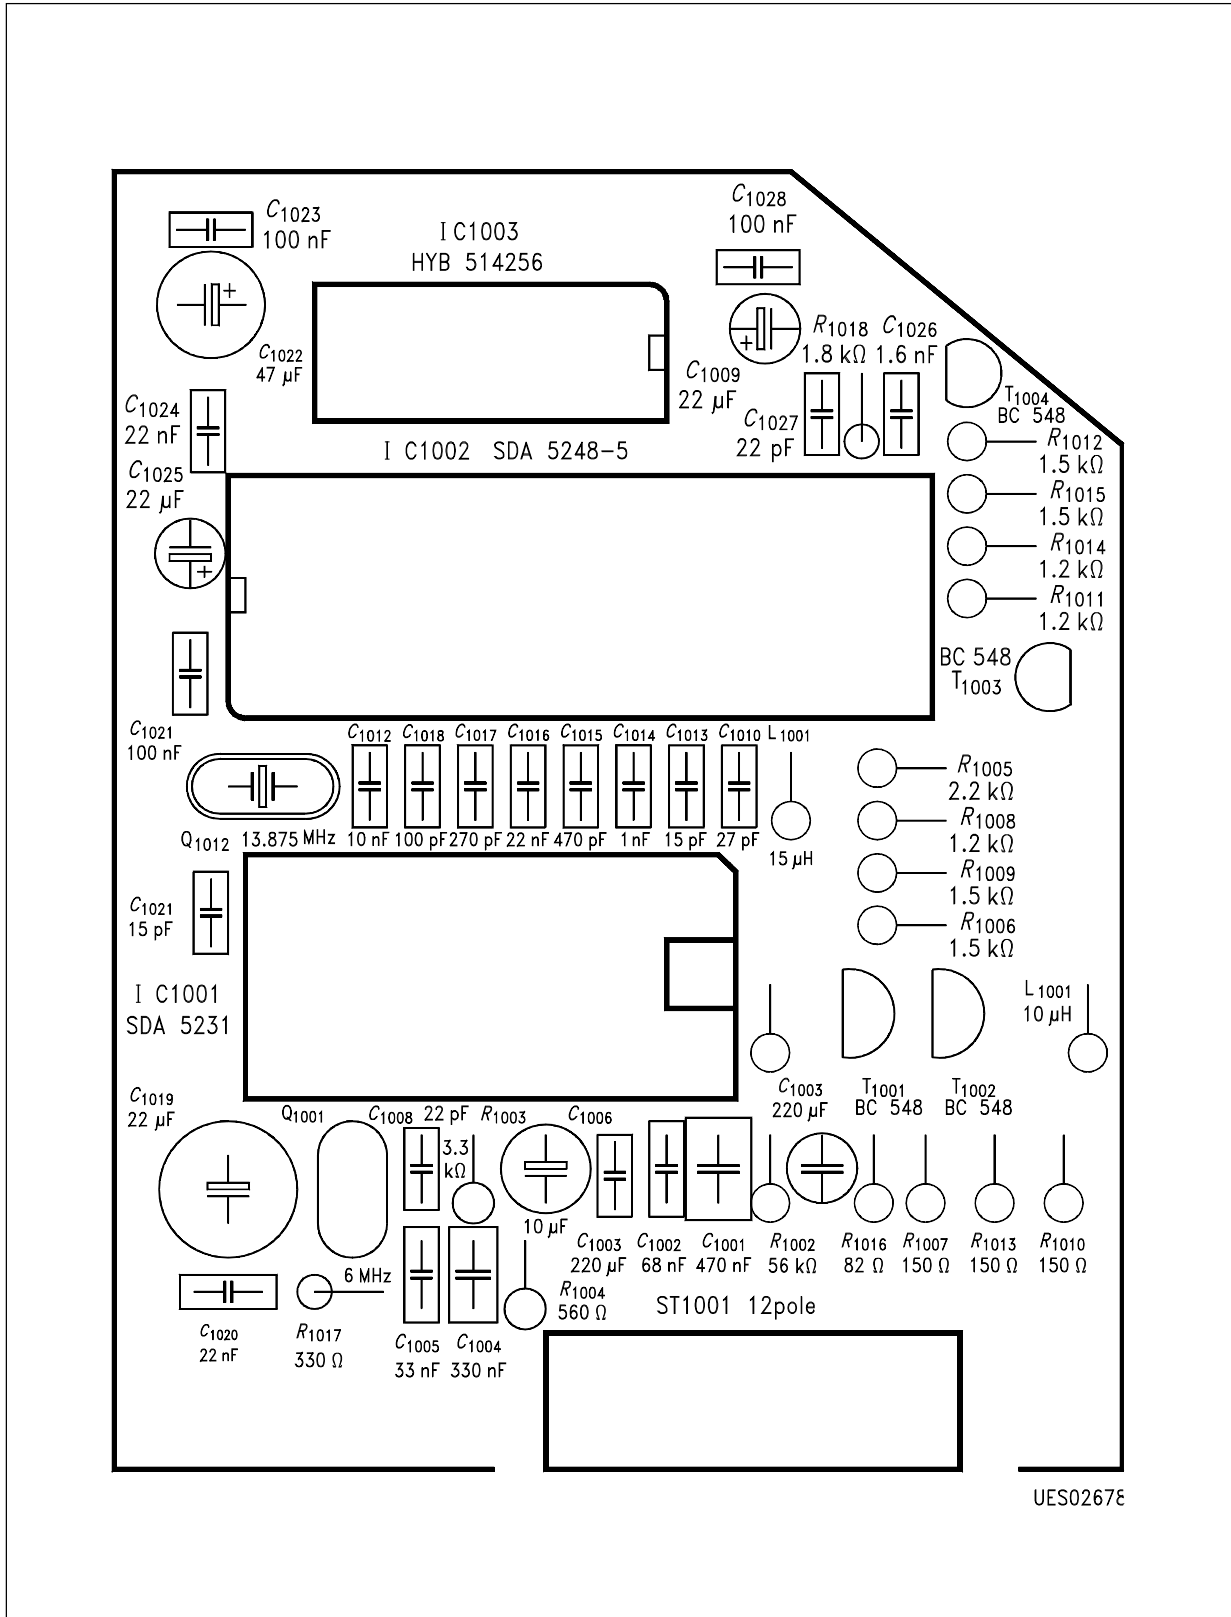 C1023
100 nF
C1028
100 nF
I C1003
HYB 514256
C1022
47 µF
C1009
22 µF
R1018
1.8 kΩ
C1026
1.6 nF
C1027
22 pF
T1004
BC 548
C1024
22 nF
C1025
22 µF
I C1002 SDA 5248-5
R1012
1.5 kΩ
R1015
1.5 kΩ
R1014
1.2 kΩ
R1011
1.2 kΩ
BC 548
T1003
C1021
100 nF
C1012 C1018 C1017 C1016 C1015 C1014 C1013 C1010 L1001
Q1012 13.875 MHz 10 nF 100 pF 270 pF 22 nF 470 pF 1 nF 15 pF 27 pF
15 µH
R1005
2.2 kΩ
R1008
1.2 kΩ
R1009
1.5 kΩ
R1006
1.5 kΩ
C1021
15 pF
I C1001
SDA 5231
L1001
10 µH
C1003
220 µF
T1001
BC 548
T1002
BC 548
C1019
22 µF
Q1001
C1008 22 pF
R1003
3.3
kΩ
C1006
10 µF
6 MHz
C1003
220 µF
C1002
68 nF
C1001
470 nF
R1002
56 kΩ
R1016
82 Ω
R1007
150 Ω
R1013
150 Ω
R1010
150 Ω
R1004
560 Ω
ST1001 12pole
C1020
22 nF
R1017
330 Ω
C1005
33 nF
C1004
330 nF
UES02678